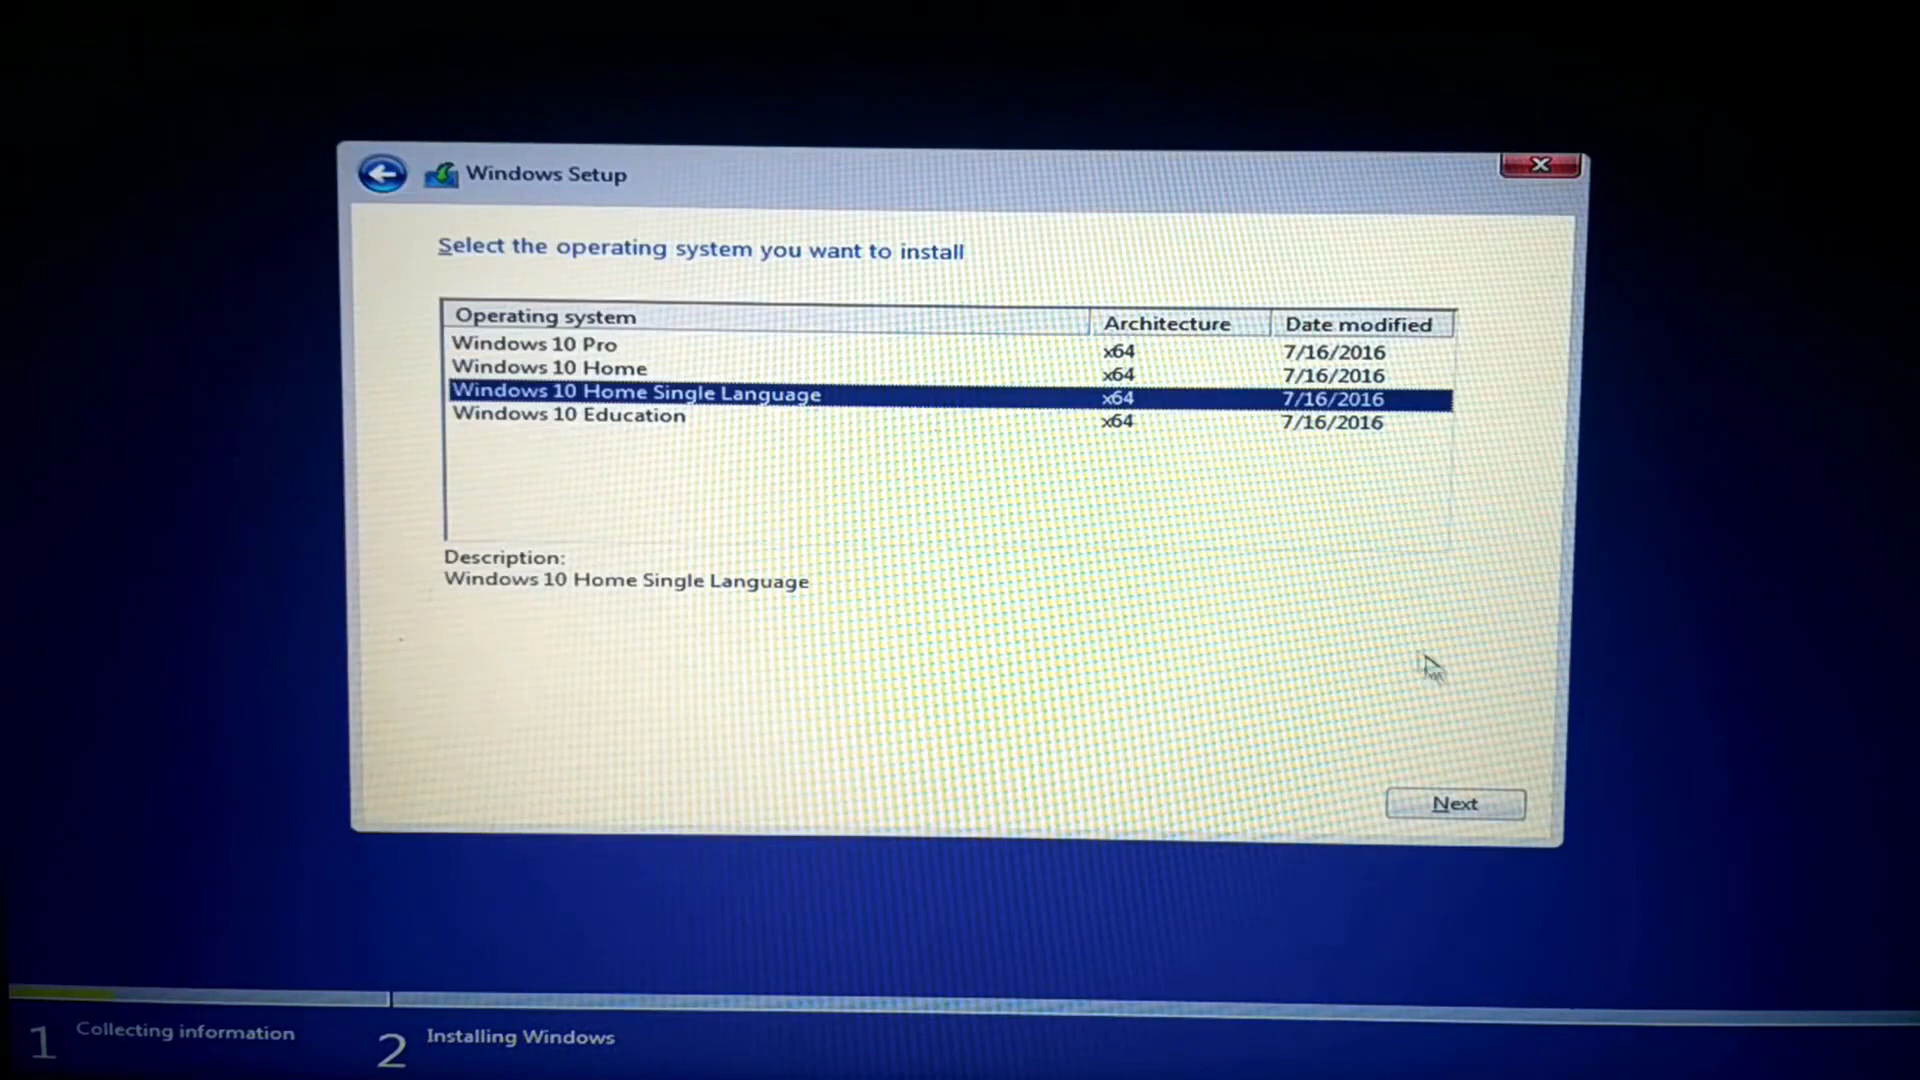 Windows Setup
Select the operating system you want to install
Operating system Architecture Date modified
Windows 10 Pro x64 7/16/2016
Windows 10 Home x64 7/16/2016
Windows 10 Home Single Language x64 7/16/2016
Windows 10 Education x64 7/16/2016
Description:
Windows 10 Home Single Language
Next
1 Collecting information 2 Installing Windows